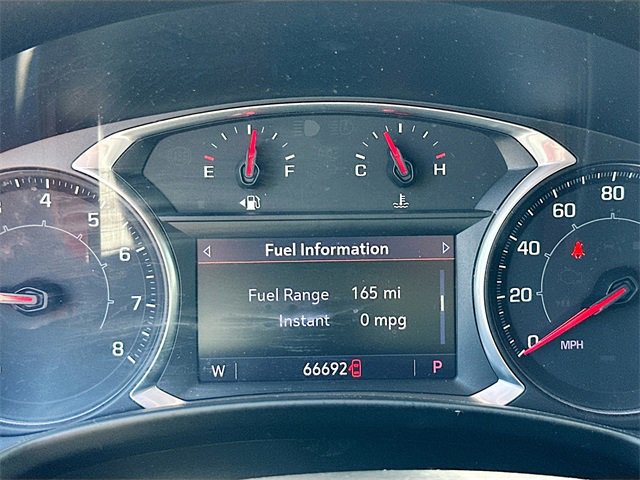 E F
C H
4
5
6
7
8
Fuel Information
Fuel Range 165 mi
Instant 0 mpg
W 66692 P
80
60
40
20
0
MPH